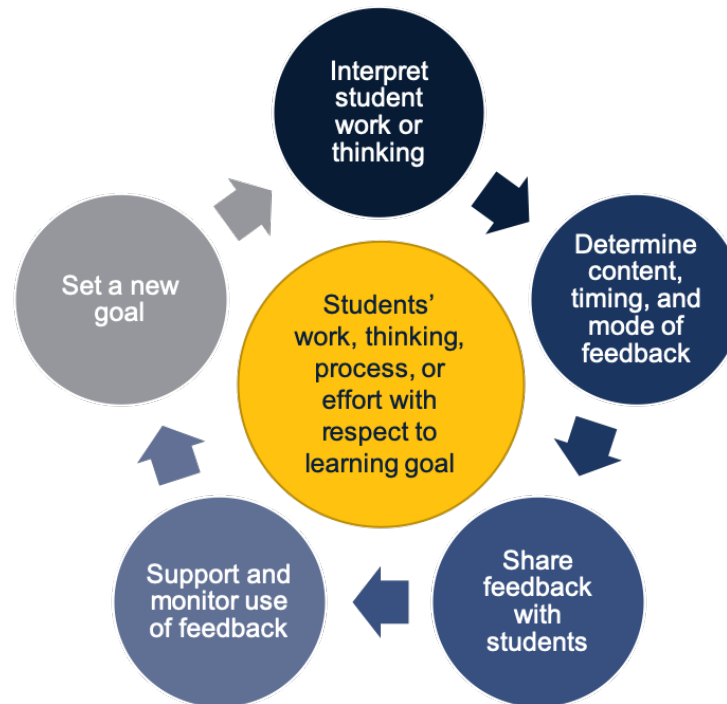 Interpret
student
work or
thinking
Determine
content,
timing, and
mode of
feedback
Share
feedback
with
students
Support and
monitor use
of feedback
Set a new
goal
Students’
work, thinking,
process, or
effort with
respect to
learning goal